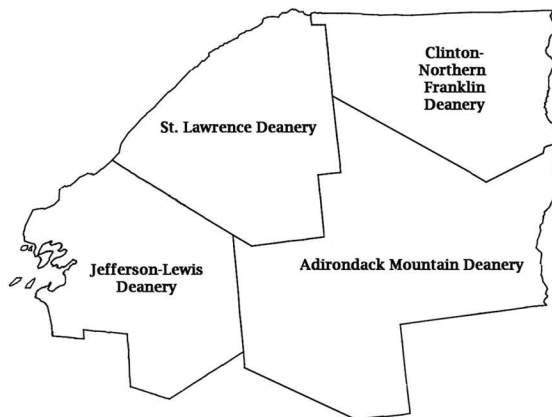 Clinton-
Northern
Franklin
Deanery
St. Lawrence Deanery
Jefferson-Lewis
Deanery
Adirondack Mountain Deanery